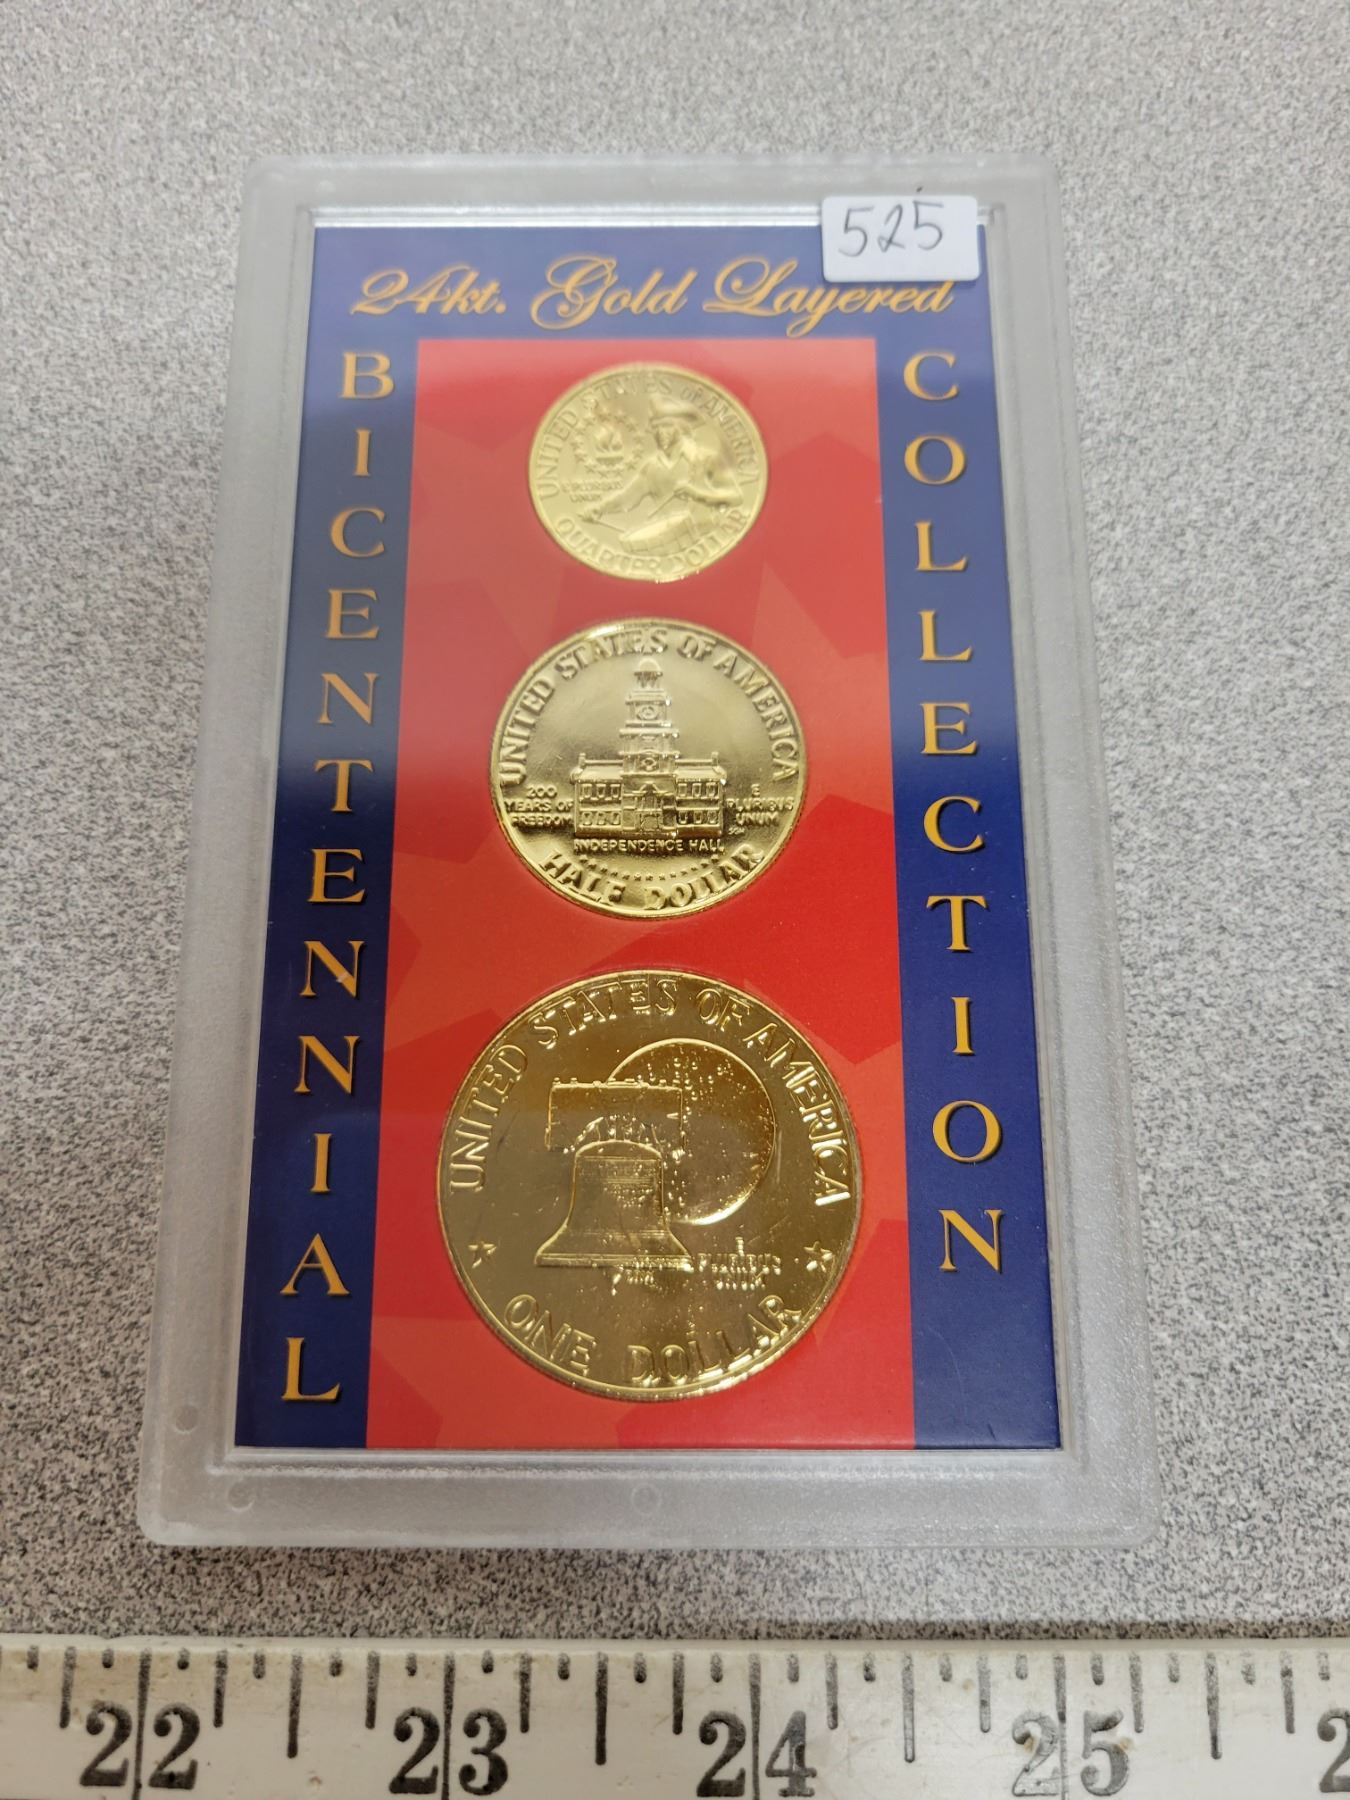 525
24kt. Gold Layered
BICENTENNIAL
COLLECTION
UNITED STATES OF AMERICA
E PLURIBUS
UNUM
QUARTER DOLLAR
UNITED STATES OF AMERICA
200
YEARS OF
FREEDOM
E
PLURIBUS
UNUM
INDEPENDENCE HALL
HALF DOLLAR
UNITED STATES OF AMERICA
E
PLURIBUS
UNUM
ONE DOLLAR
22 23 24 25